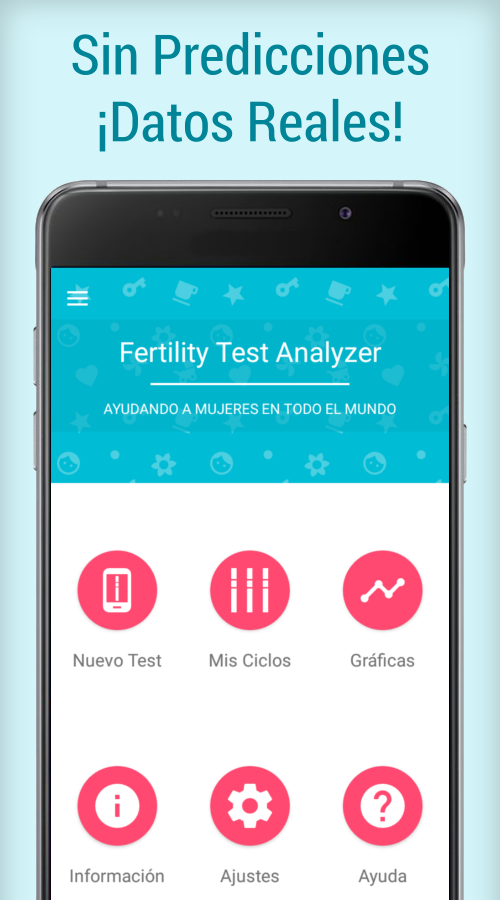 Sin Predicciones
¡Datos Reales!
Fertility Test Analyzer
AYUDANDO A MUJERES EN TODO EL MUNDO
Nuevo Test
Mis Ciclos
Gráficas
Información
Ajustes
Ayuda